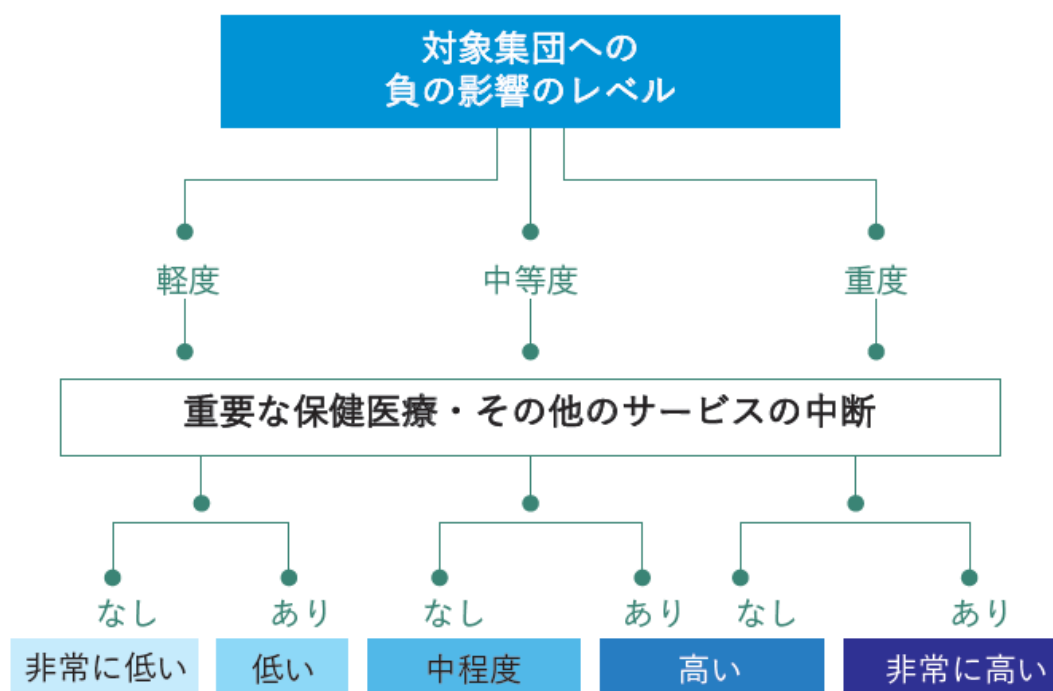 対象集団への
負の影響のレベル
軽度
中等度
重度
重要な保健医療・その他のサービスの中断
なし
あり
なし
あり
なし
あり
非常に低い
低い
中程度
高い
非常に高い